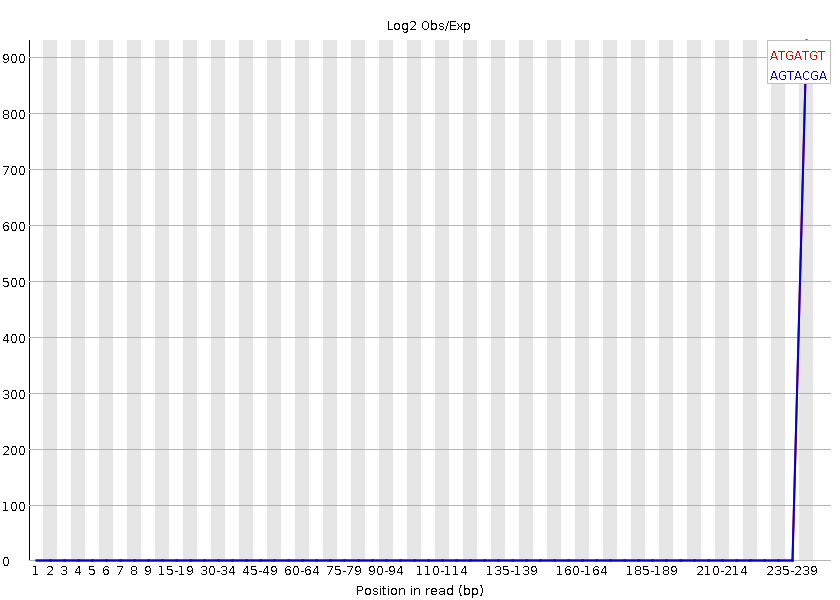 Log2 Obs/Exp
ATGATGT
AGTACGA
900
800
700
600
500
400
300
200
100
0
1 2 3 4 5 6 7 8 9 15-19 30-34 45-49 60-64 75-79 90-94 110-114 135-139 160-164 185-189 210-214 235-239
Position in read (bp)